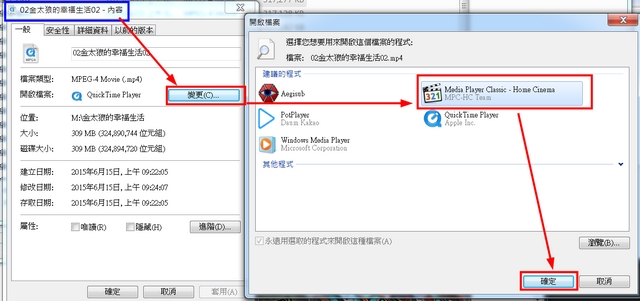 02金太狼的幸福生活02 - 內容
一般 安全性 詳細資料 以前的版本
02金太狼的幸福生活02
檔案類型: MPEG-4 Movie (.mp4)
開啟檔案: QuickTime Player 變更(C)...
位置: M:\金太狼的幸福生活
大小: 309 MB (324,890,744 位元組)
磁碟大小: 309 MB (324,894,720 位元組)
建立日期: 2015年6月15日, 上午 09:22:05
修改日期: 2015年6月15日, 上午 09:24:07
存取日期: 2015年6月15日, 上午 09:22:05
屬性: 唯讀(R) 隱藏(H) 進階(D)...
確定 取消 套用(A)
開啟檔案
選擇您想要用來開啟這個檔案的程式:
檔案: 02金太狼的幸福生活02.mp4
建議的程式
Aegisub
Media Player Classic - Home Cinema
MPC-HC Team
PotPlayer
Daum Kakao
QuickTime Player
Apple Inc.
Windows Media Player
Microsoft Corporation
其他程式
永遠用選取的程式來開啟這種檔案(A)
瀏覽(B)...
確定 取消